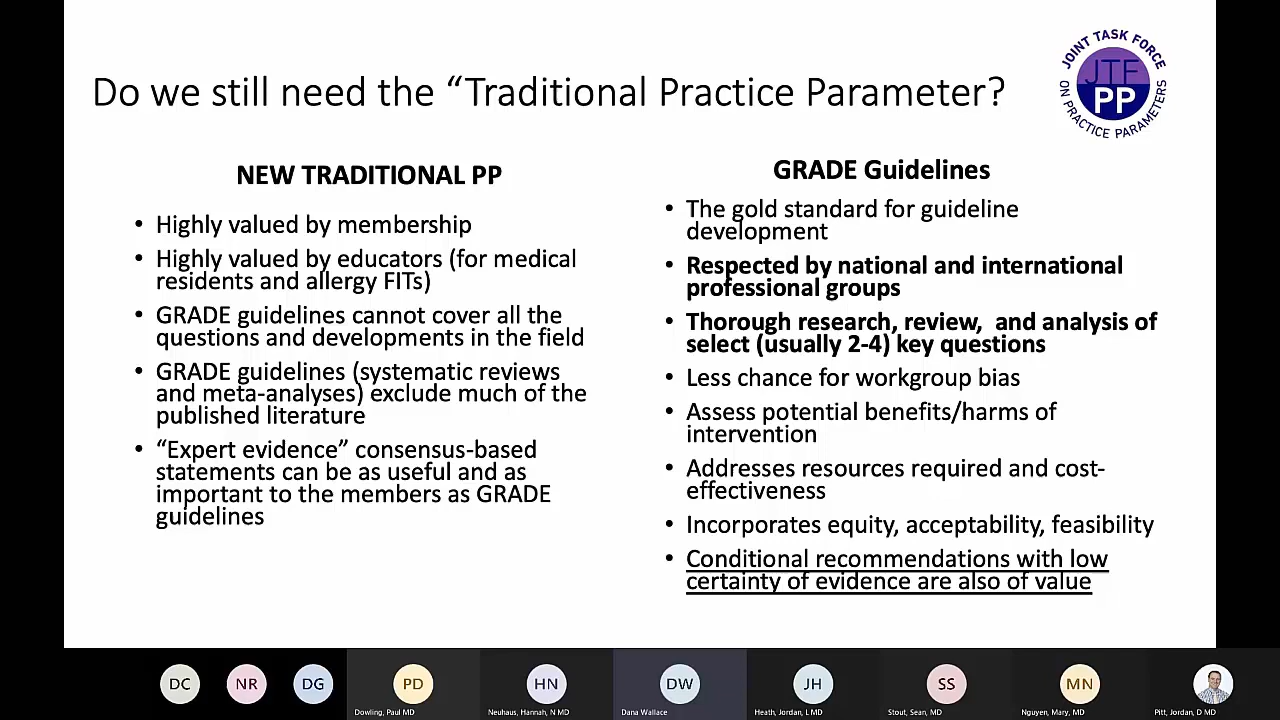 Do we still need the “Traditional Practice Parameter?
JOINT TASK FORCE
JTF
PP
ON PRACTICE PARAMETERS
NEW TRADITIONAL PP
• Highly valued by membership
• Highly valued by educators (for medical
residents and allergy FITs)
• GRADE guidelines cannot cover all the
questions and developments in the field
• GRADE guidelines (systematic reviews
and meta-analyses) exclude much of the
published literature
• “Expert evidence” consensus-based
statements can be as useful and as
important to the members as GRADE
guidelines
GRADE Guidelines
• The gold standard for guideline
development
• Respected by national and international
professional groups
• Thorough research, review, and analysis of
select (usually 2-4) key questions
• Less chance for workgroup bias
• Assess potential benefits/harms of
intervention
• Addresses resources required and cost-
effectiveness
• Incorporates equity, acceptability, feasibility
• Conditional recommendations with low
certainty of evidence are also of value
DC
NR
DG
PD
HN
DW
JH
SS
MN
Dowling, Paul MD
Neuhaus, Hannah, N MD
Dana Wallace
Heath, Jordan, L MD
Stout, Sean, MD
Nguyen, Mary, MD
Pitt, Jordan, D MD